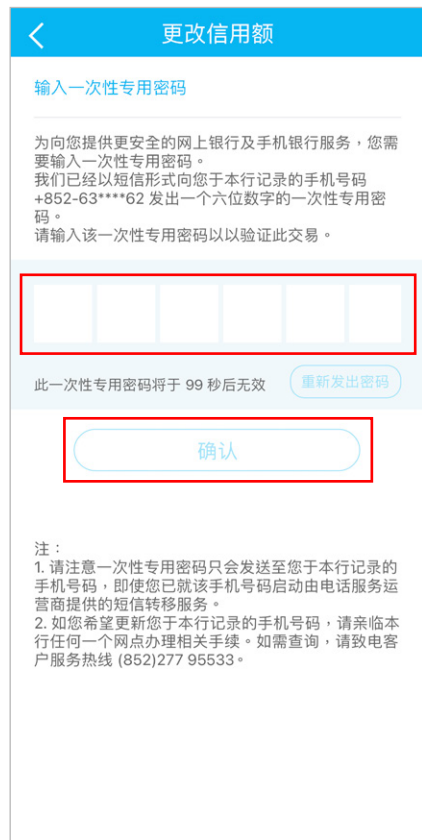 更改信用额
输入一次性专用密码
为向您提供更安全的网上银行及手机银行服务，您需
要输入一次性专用密码。
我们已经以短信形式向您于本行记录的手机号码
+852-63****62 发出一个六位数字的一次性专用密
码。
请输入该一次性专用密码以以验证此交易。
此一次性专用密码将于 99 秒后无效
重新发出密码
确认
注：
1. 请注意一次性专用密码只会发送至您于本行记录的
手机号码，即使您已就该手机号码启动由电话服务运
营商提供的短信转移服务。
2. 如您希望更新您于本行记录的手机号码，请亲临本
行任何一个网点办理相关手续。如需查询，请致电客
户服务热线 (852)277 95533。